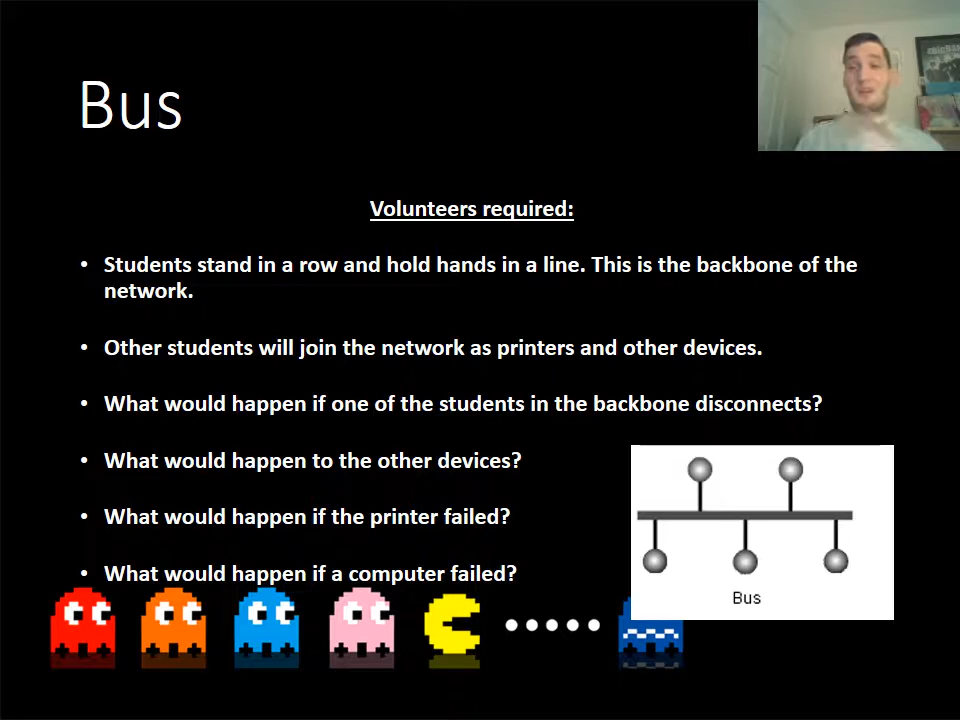 Bus
Volunteers required:
• Students stand in a row and hold hands in a line. This is the backbone of the
network.
• Other students will join the network as printers and other devices.
• What would happen if one of the students in the backbone disconnects?
• What would happen to the other devices?
• What would happen if the printer failed?
• What would happen if a computer failed?
Bus